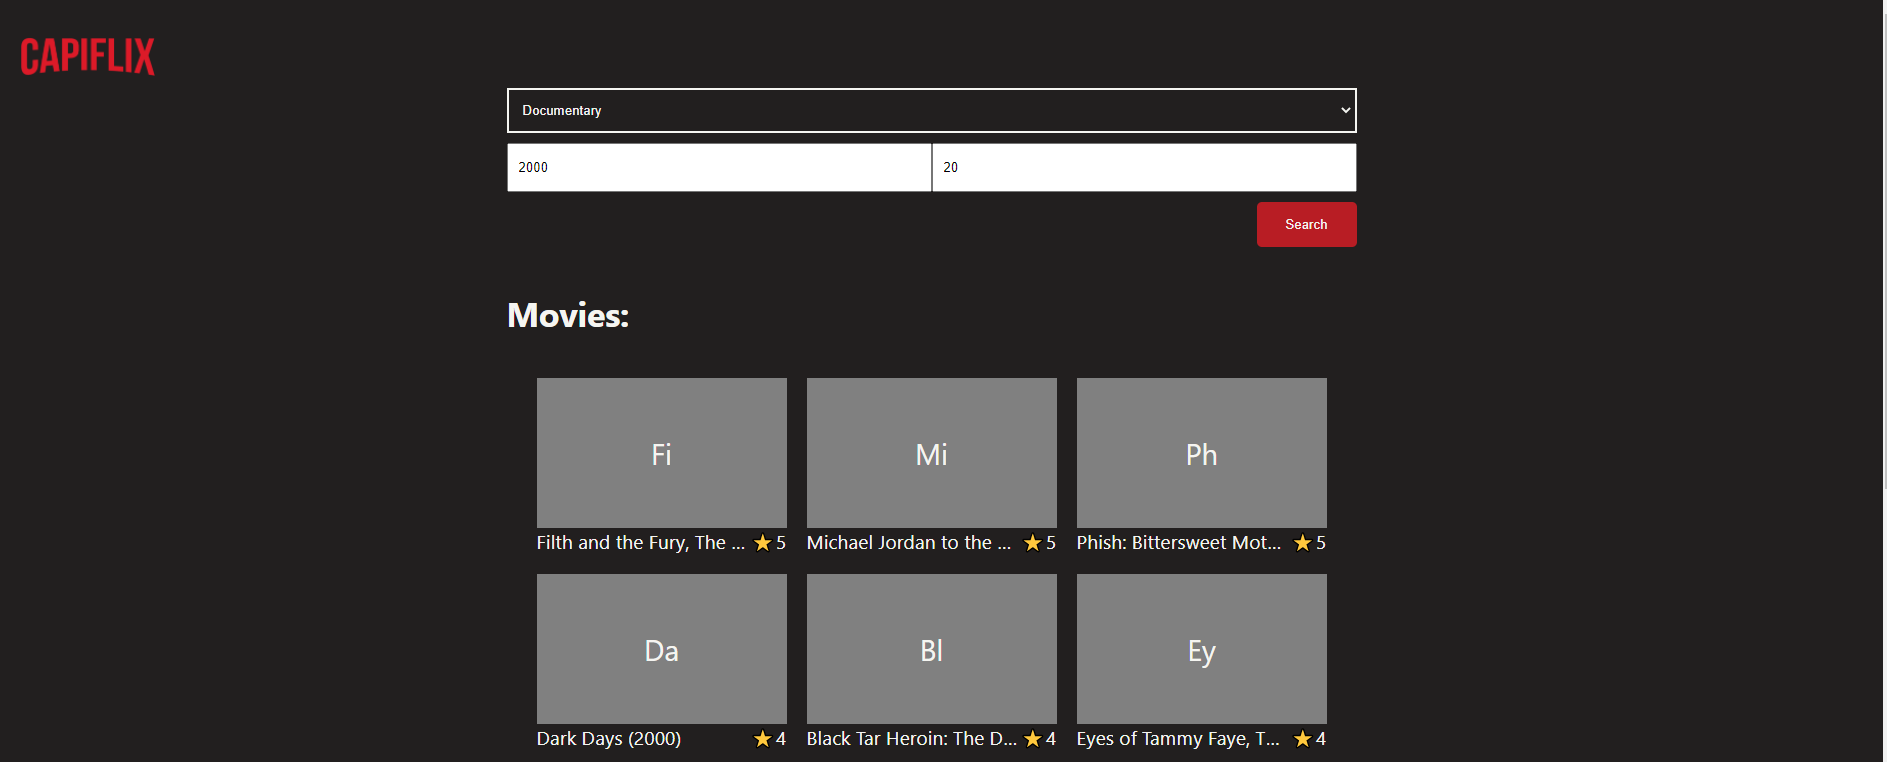 CAPIFLIX
Documentary
2000
20
Search
Movies:
Fi
Mi
Ph
Filth and the Fury, The ... 5
Michael Jordan to the ... 5
Phish: Bittersweet Mot... 5
Da
Bl
Ey
Dark Days (2000) 4
Black Tar Heroin: The D... 4
Eyes of Tammy Faye, T... 4